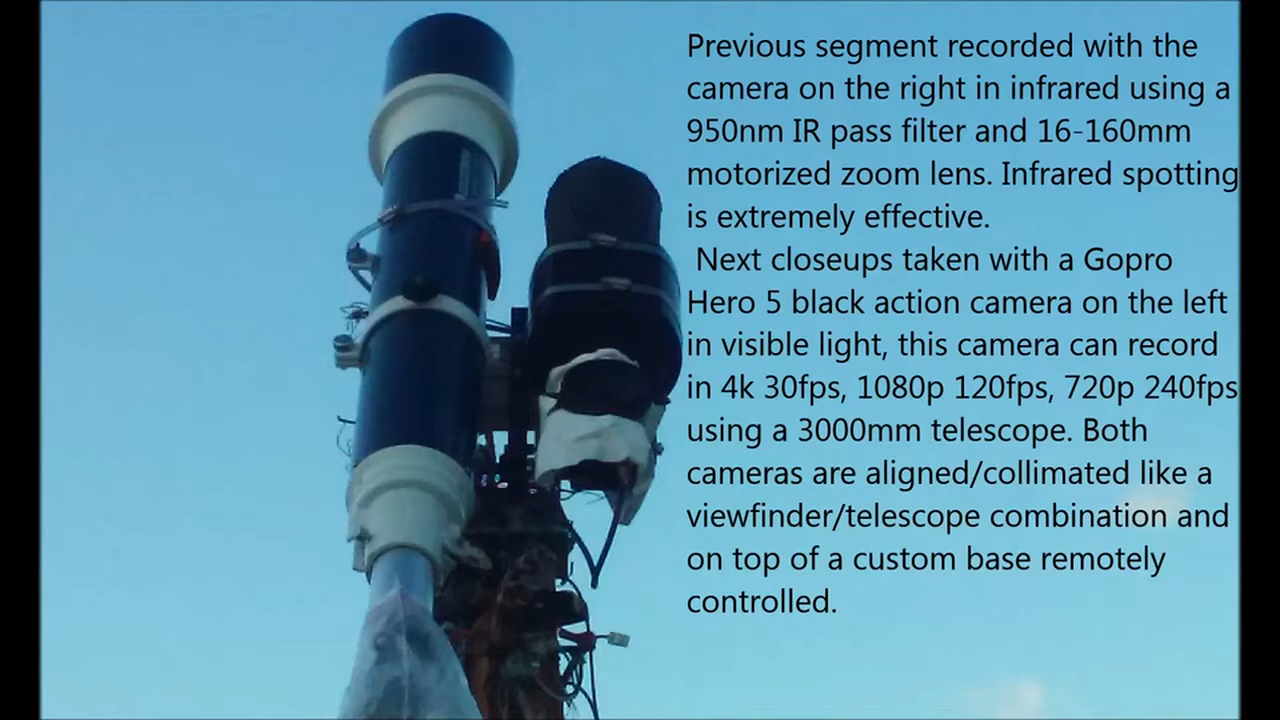 Previous segment recorded with the
camera on the right in infrared using a
950nm IR pass filter and 16-160mm
motorized zoom lens. Infrared spotting
is extremely effective.
Next closeups taken with a Gopro
Hero 5 black action camera on the left
in visible light, this camera can record
in 4k 30fps, 1080p 120fps, 720p 240fps
using a 3000mm telescope. Both
cameras are aligned/collimated like a
viewfinder/telescope combination and
on top of a custom base remotely
controlled.